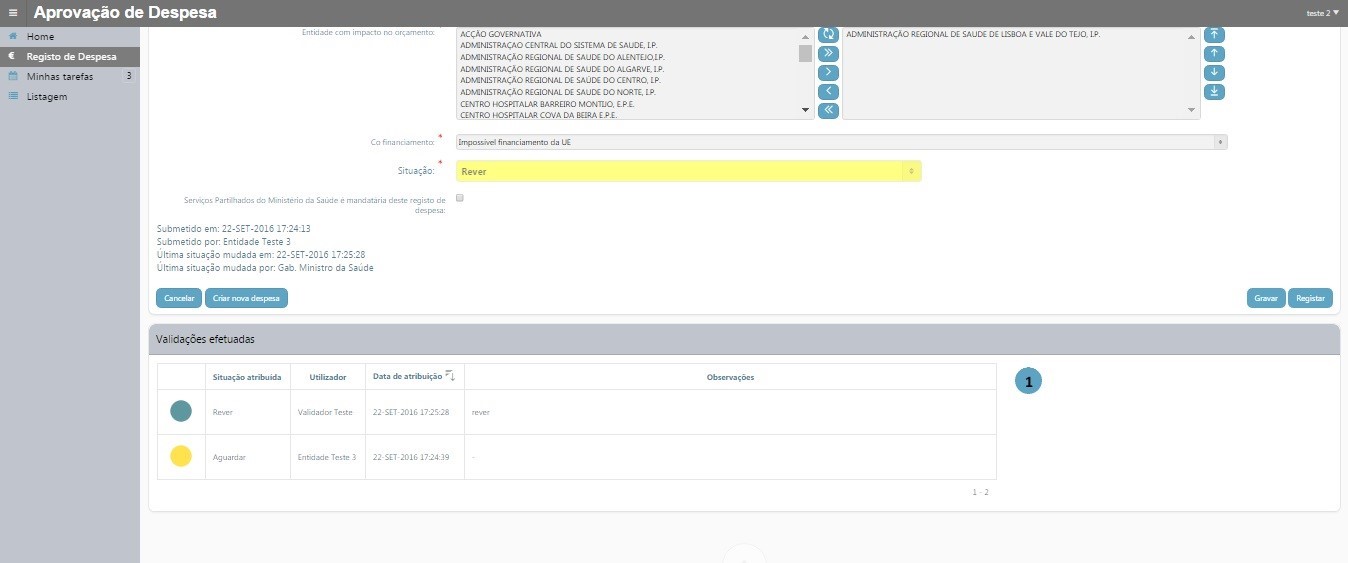 Aprovação de Despesa
teste 2
Home
Registo de Despesa
Minhas tarefas 3
Listagem
Entidade com impacto no orçamento:
ACÇÃO GOVERNATIVA
ADMINISTRAÇAO CENTRAL DO SISTEMA DE SAUDE, I.P.
ADMINISTRAÇAO REGIONAL DE SAUDE DO ALENTEJO,I.P.
ADMINISTRAÇÃO REGIONAL DE SAUDE DO ALGARVE, I.P.
ADMINISTRAÇÃO REGIONAL DE SAUDE DO CENTRO, I.P.
ADMINISTRAÇÃO REGIONAL DE SAUDE DO NORTE, I.P.
CENTRO HOSPITALAR BARREIRO MONTIJO, E.P.E.
CENTRO HOSPITALAR COVA DA BEIRA E.P.E.
ADMINISTRAÇÃO REGIONAL DE SAUDE DE LISBOA E VALE DO TEJO, I.P.
Co financiamento: *
Impossível financiamento da UE
Situação: *
Rever
Serviços Partilhados do Ministério da Saúde é mandatária deste registo de
despesa:
Submetido em: 22-SET-2016 17:24:13
Submetido por: Entidade Teste 3
Última situação mudada em: 22-SET-2016 17:25:28
Última situação mudada por: Gab. Ministro da Saúde
Cancelar Criar nova despesa Gravar Registar
Validações efetuadas
Situação atribuída Utilizador Data de atribuição Observações
1
Rever Validador Teste 22-SET-2016 17:25:28 rever
Aguardar Entidade Teste 3 22-SET-2016 17:24:39 -
1 - 2